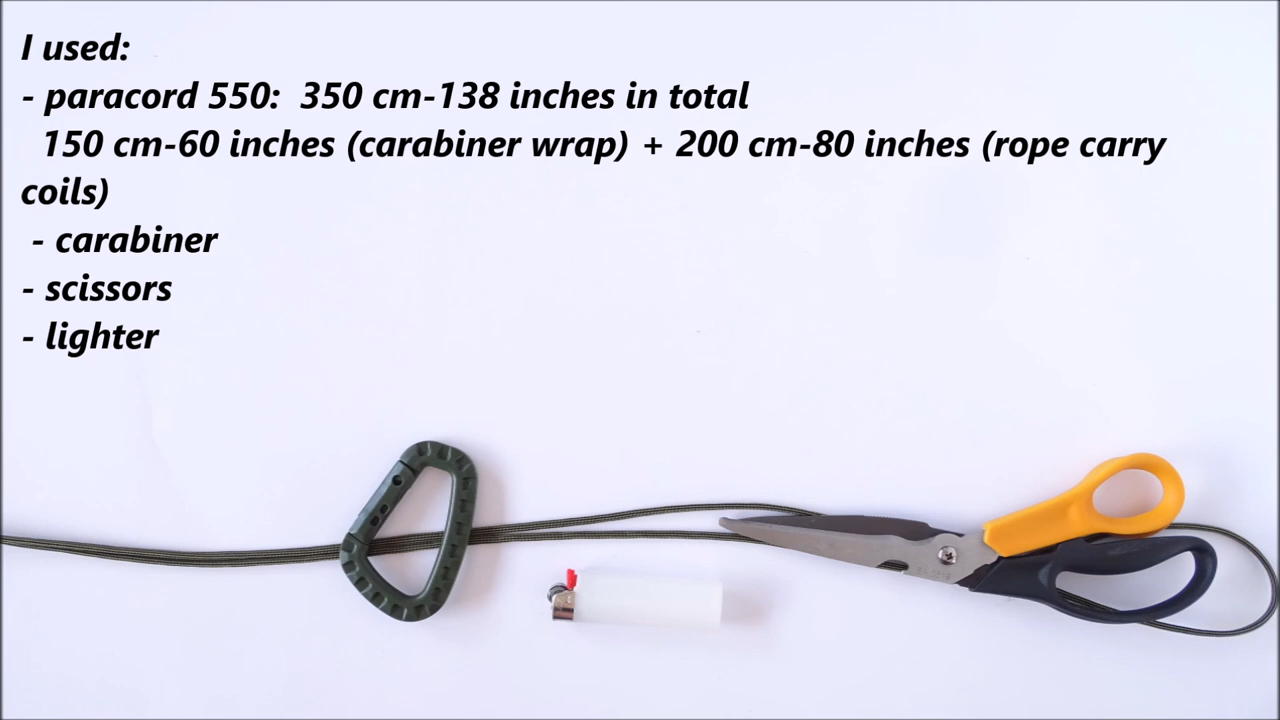 I used:
- paracord 550: 350 cm-138 inches in total
150 cm-60 inches (carabiner wrap) + 200 cm-80 inches (rope carry
coils)
- carabiner
- scissors
- lighter